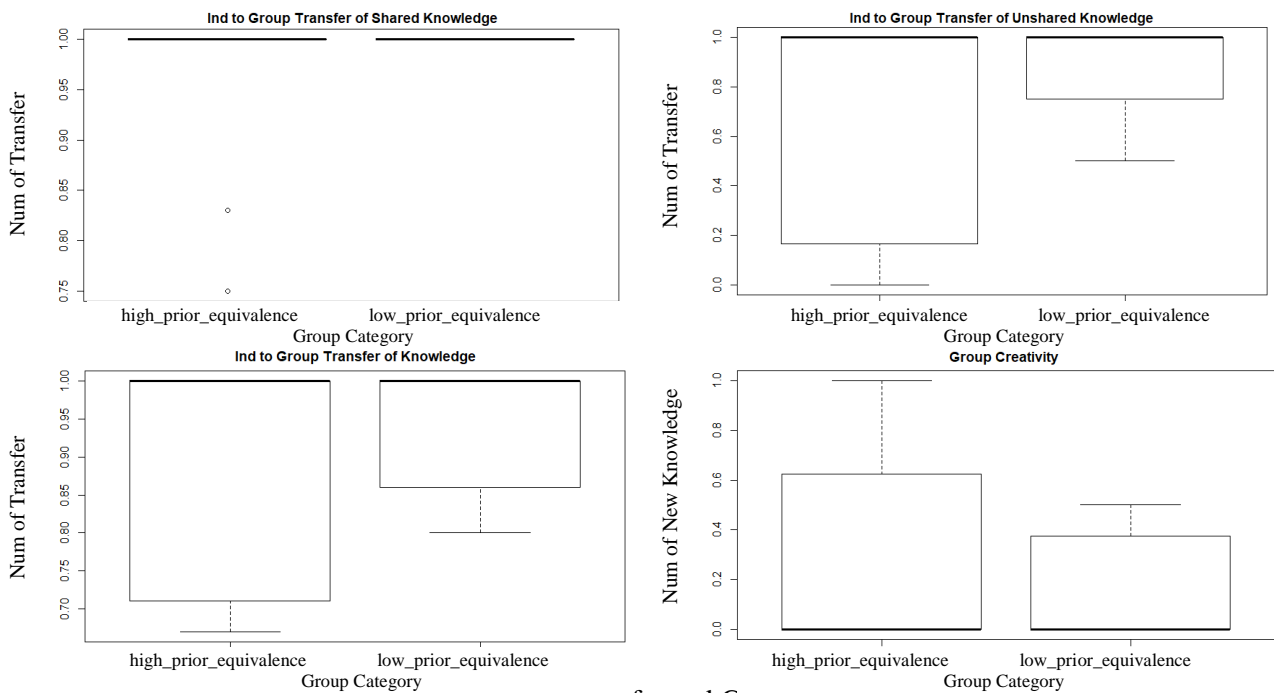 Ind to Group Transfer of Shared Knowledge
Num of Transfer
1.00
0.95
0.90
0.85
0.80
0.75
high_prior_equivalence
low_prior_equivalence
Group Category
Ind to Group Transfer of Unshared Knowledge
Num of Transfer
1.0
0.8
0.6
0.4
0.2
0.0
high_prior_equivalence
low_prior_equivalence
Group Category
Ind to Group Transfer of Knowledge
Num of Transfer
1.00
0.95
0.90
0.85
0.80
0.75
0.70
high_prior_equivalence
low_prior_equivalence
Group Category
Group Creativity
Num of New Knowledge
1.0
0.8
0.6
0.4
0.2
0.0
high_prior_equivalence
low_prior_equivalence
Group Category